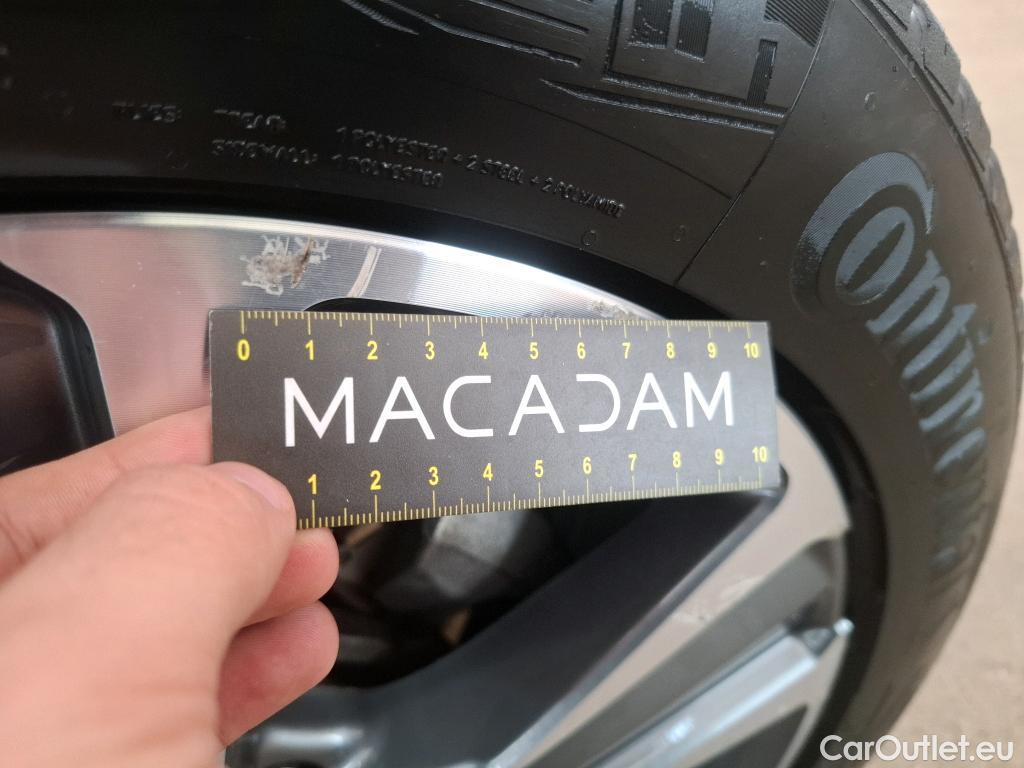 1 POLYESTER + 2 STEEL + 2 POLYAMIDE
SIDEWALL: 1 POLYESTER
Continental
0 1 2 3 4 5 6 7 8 9 10
MACADAM
1 2 3 4 5 6 7 8 9 10
CarOutlet.eu